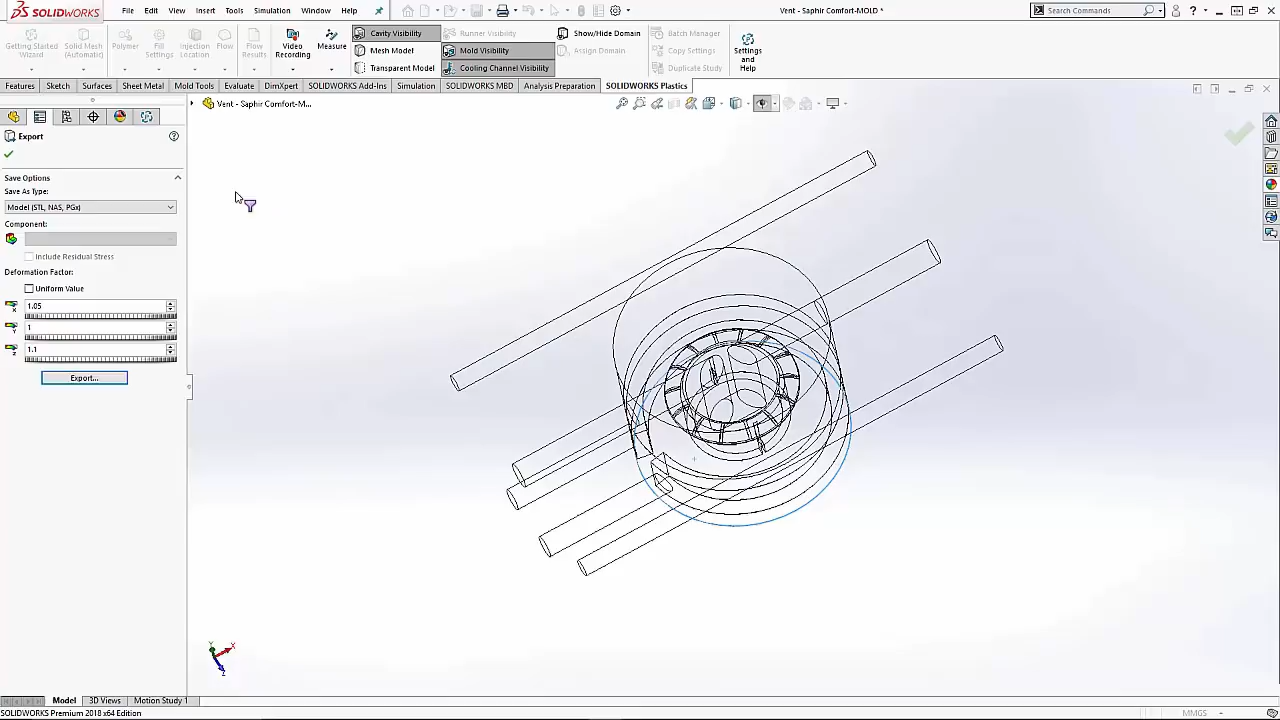 SOLIDWORKS
File Edit View Insert Tools Simulation Window Help
Vent - Saphir Comfort-MOLD *
Search Commands
Getting Started Wizard
Solid Mesh (Automatic)
Polymer
Fill Settings
Injection Location
Flow
Flow Results
Video Recording
Measure
Cavity Visibility
Mesh Model
Transparent Model
Runner Visibility
Mold Visibility
Cooling Channel Visibility
Show/Hide Domain
Assign Domain
Batch Manager
Copy Settings
Duplicate Study
Settings and Help
Features Sketch Surfaces Sheet Metal Mold Tools Evaluate DimXpert SOLIDWORKS Add-Ins Simulation SOLIDWORKS MBD Analysis Preparation SOLIDWORKS Plastics
Vent - Saphir Comfort-M...
Export
Save Options
Save As Type:
Model (STL, NAS, PGx)
Component:
Include Residual Stress
Deformation Factor:
Uniform Value
X
1.05
Y
1
Z
1.1
Export...
Y
X
Z
Model 3D Views Motion Study 1
SOLIDWORKS Premium 2018 x64 Edition
MMGS